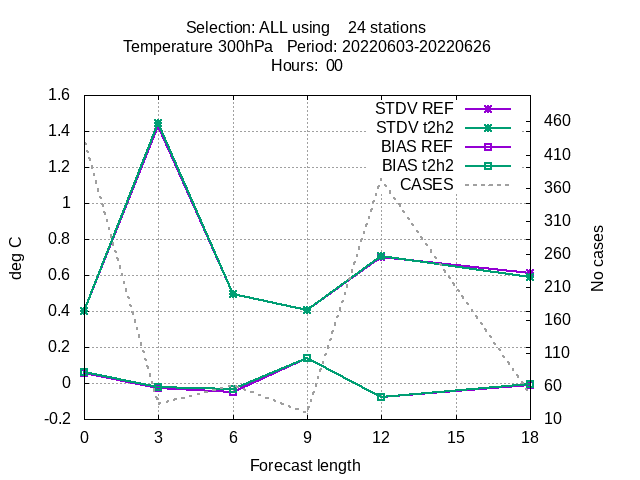 Selection: ALL using 24 stations
Temperature 300hPa Period: 20220603-20220626
Hours: 00
STDV REF
STDV t2h2
BIAS REF
BIAS t2h2
CASES
1.6
1.4
1.2
1
0.8
0.6
0.4
0.2
0
-0.2
deg C
460
410
360
310
260
210
160
110
60
10
No cases
0 3 6 9 12 15 18
Forecast length